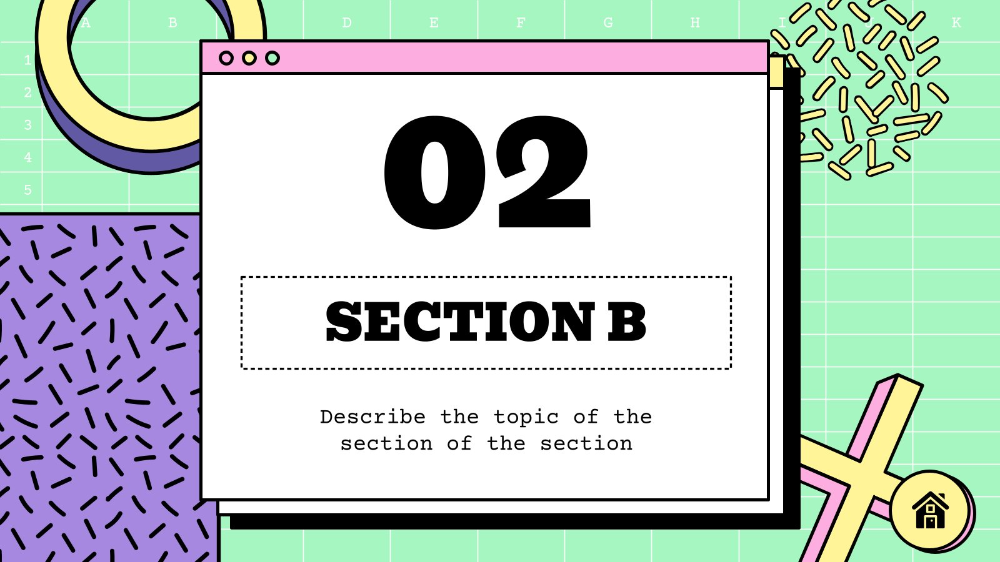 A B D E F G H I J K
1
2
3
4
5
02
SECTION B
Describe the topic of the
section of the section